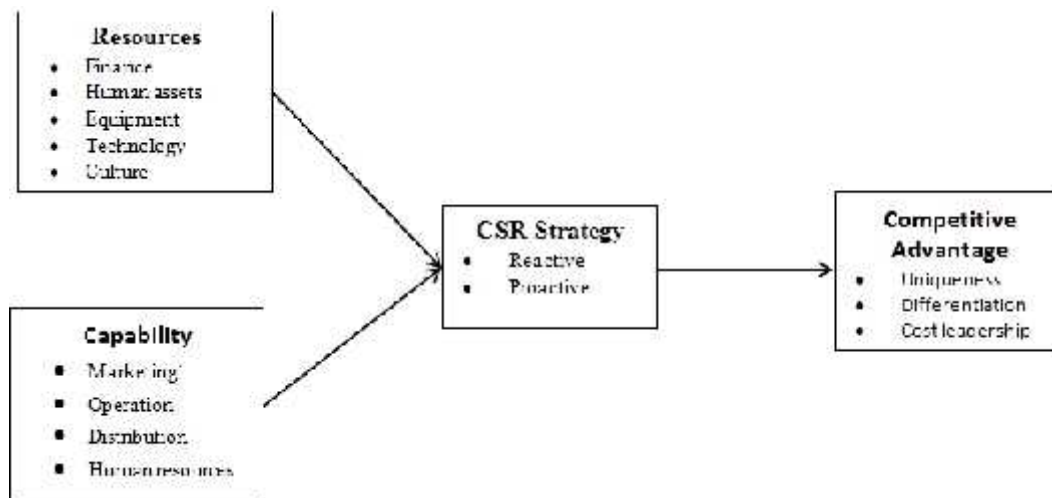 Resources
• Finance
• Human assets
• Equipment
• Technology
• Culture
CSR Strategy
• Reactive
• Proactive
Competitive
Advantage
• Uniqueness
• Differentiation
• Cost leadership
Capability
• Marketing
• Operation
• Distribution
• Human resources